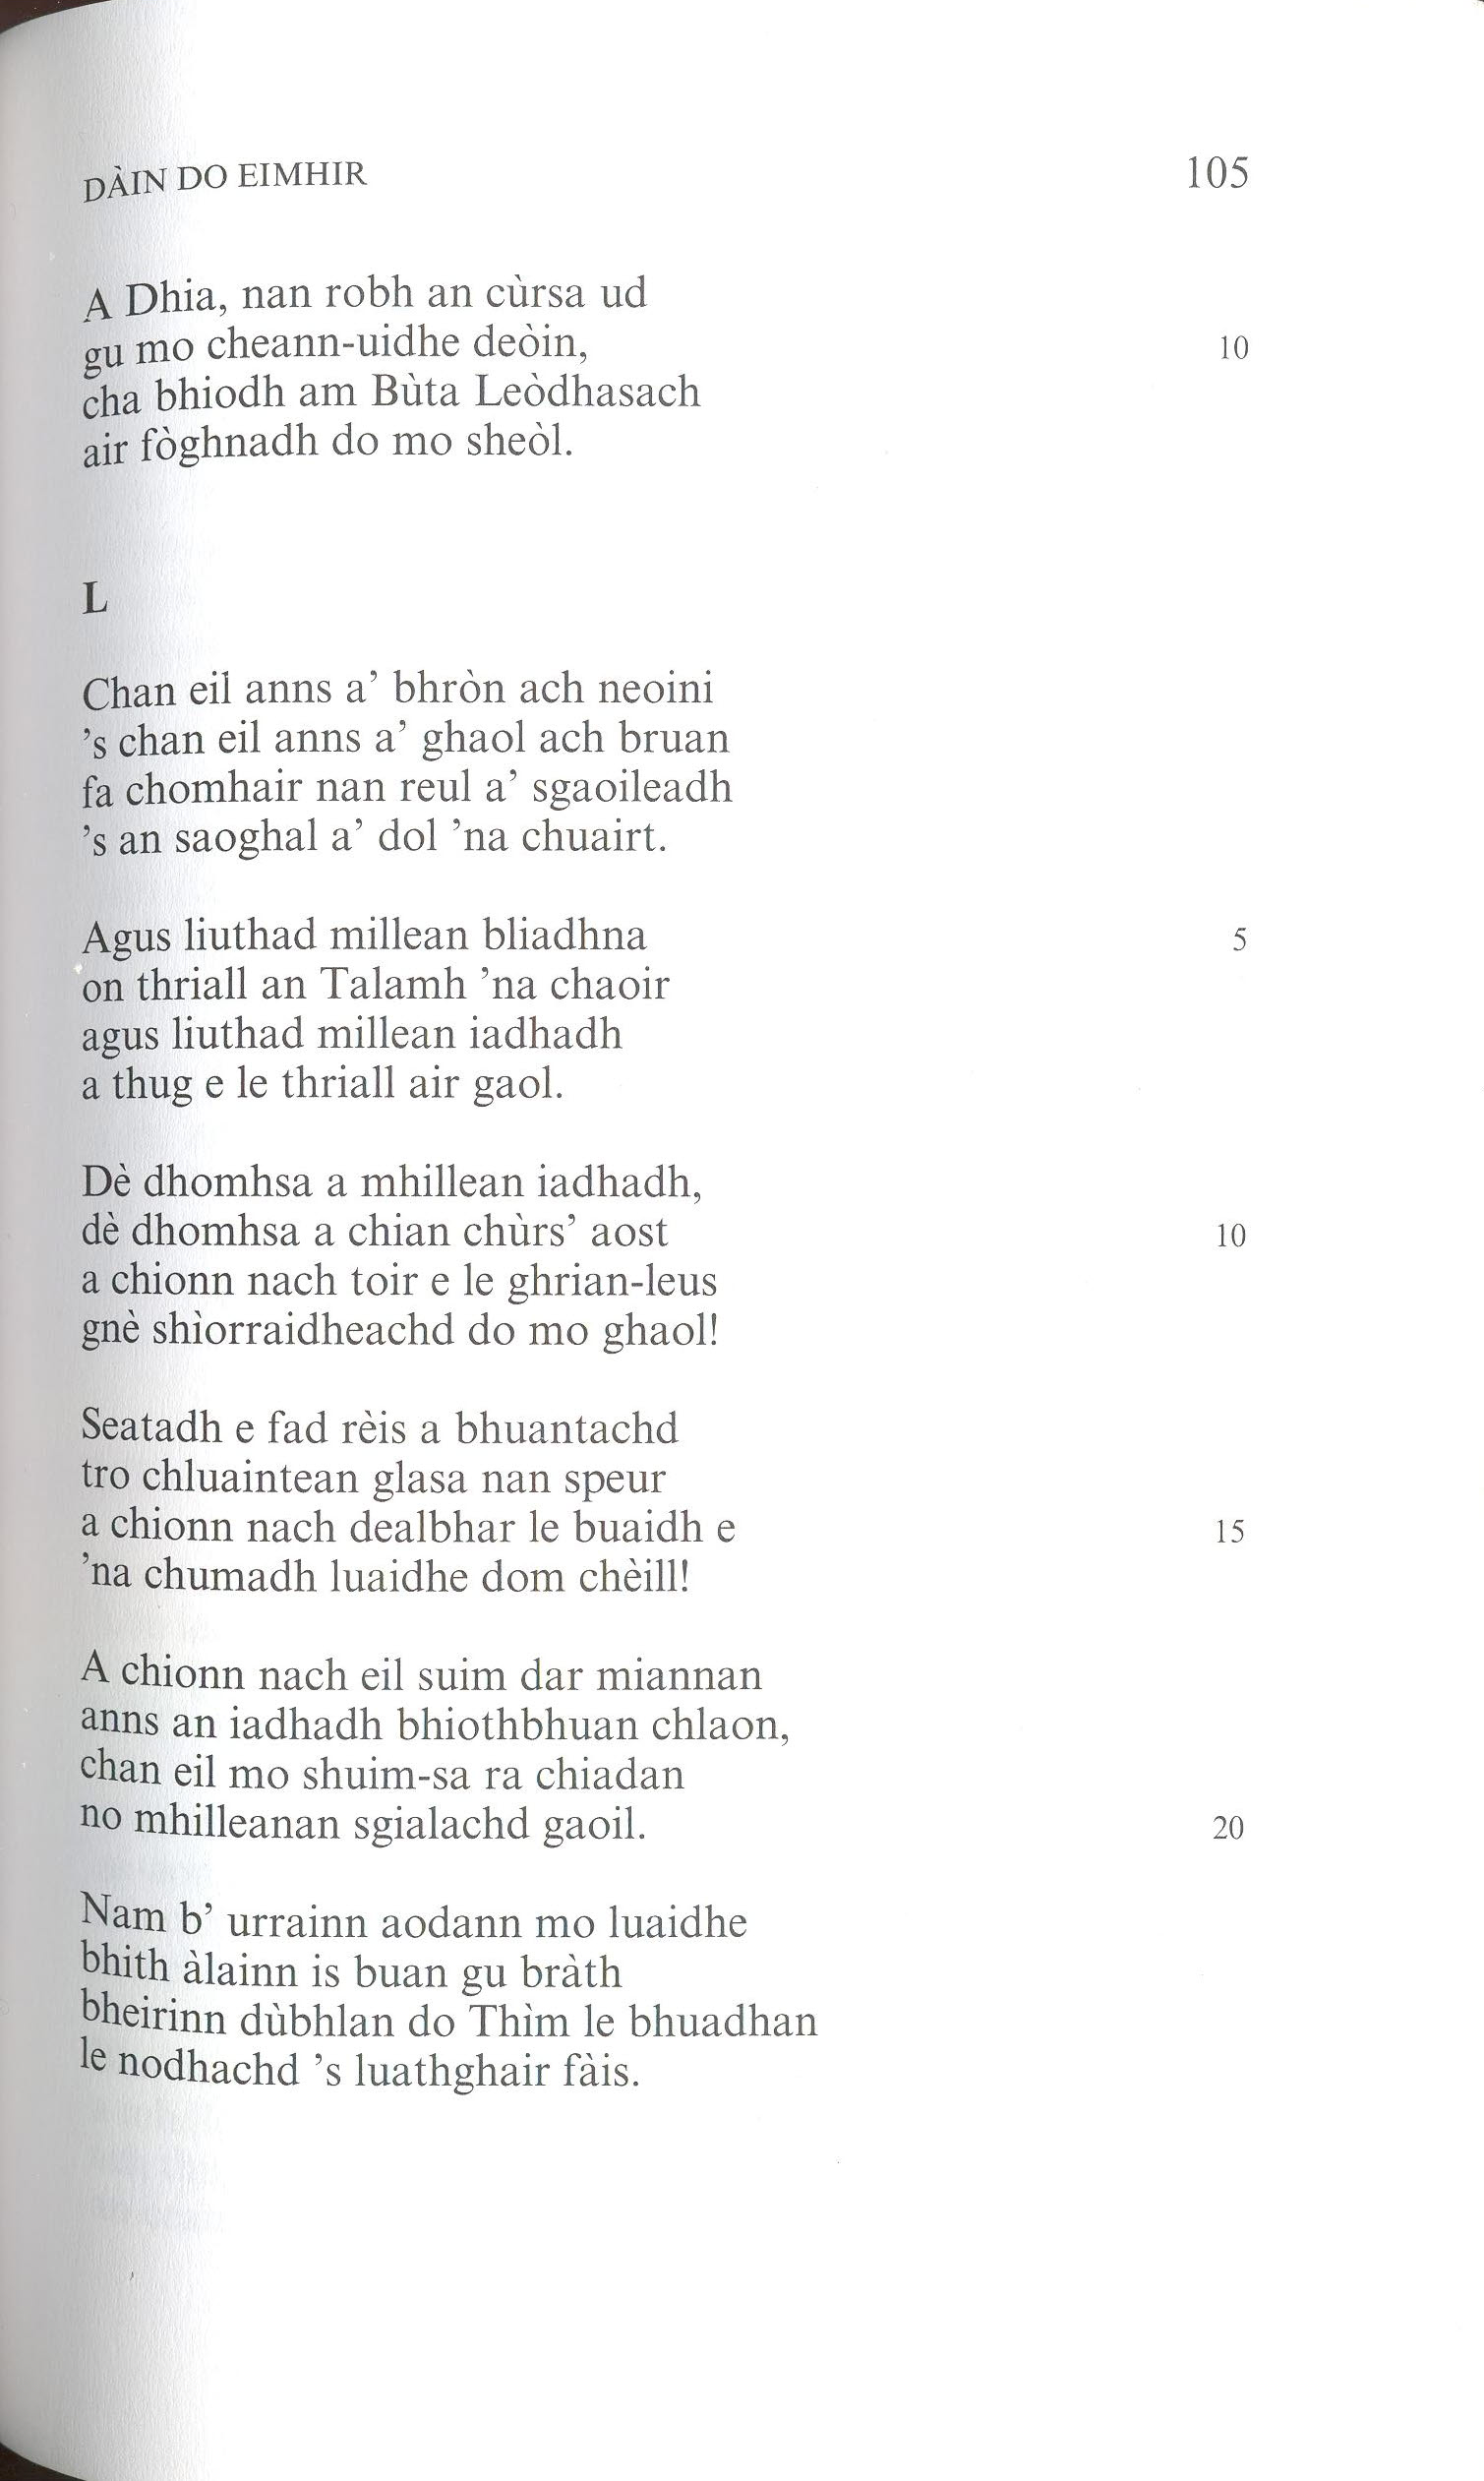 DÀIN DO EIMHIR 105
A Dhia, nan robh an cùrsa ud
gu mo cheann-uidhe deòin, 10
cha bhiodh am Bùta Leòdhasach
air fòghnadh do mo sheòl.
L
Chan eil anns a’ bhròn ach neoini
’s chan eil anns a’ ghaol ach bruan
fa chomhair nan reul a’ sgaoileadh
’s an saoghal a’ dol ’na chuairt.
Agus liuthad millean bliadhna 5
on thriall an Talamh ’na chaoir
agus liuthad millean iadhadh
a thug e le thriall air gaol.
Dè dhomhsa a mhillean iadhadh,
dè dhomhsa a chian chùrs’ aost 10
a chionn nach toir e le ghrian-leus
gnè shìorraidheachd do mo ghaol!
Seatadh e fad rèis a bhuantachd
tro chluaintean glasa nan speur
a chionn nach dealbhar le buaidh e 15
’na chumadh luaidhe dom chèill!
A chionn nach eil suim dar miannan
anns an iadhadh bhiothbhuan chlaon,
chan eil mo shuim-sa ra chiadan
no mhilleanan sgialachd gaoil. 20
Nam b’ urrainn aodann mo luaidhe
bhith àlainn is buan gu bràth
bheirinn dùbhlan do Thìm le bhuadhan
le nodhachd ’s luathghair fàis.